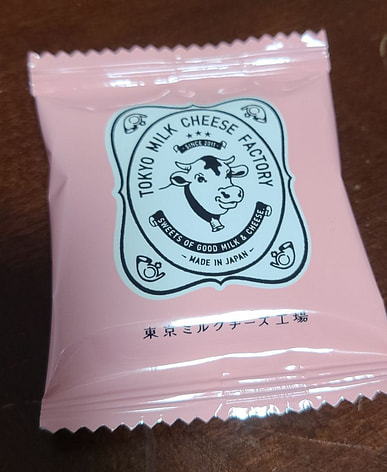 TOKYO MILK CHEESE FACTORY
SINCE 2011
SWEETS OF GOOD MILK & CHEESE
– MADE IN JAPAN –
東京ミルクチーズ工場